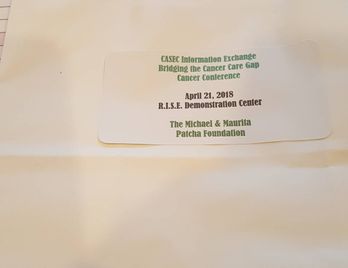 CASEC Information Exchange
Bridging the Cancer Care Gap
Cancer Conference
April 21, 2018
R.I.S.E. Demonstration Center
The Michael & Maurita
Patcha Foundation